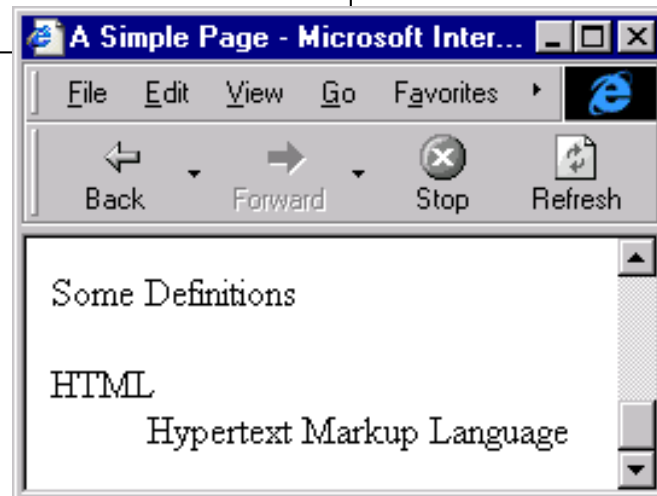 A Simple Page - Microsoft Inter...
File Edit View Go Favorites
Back Forward Stop Refresh
Some Definitions
HTML
Hypertext Markup Language